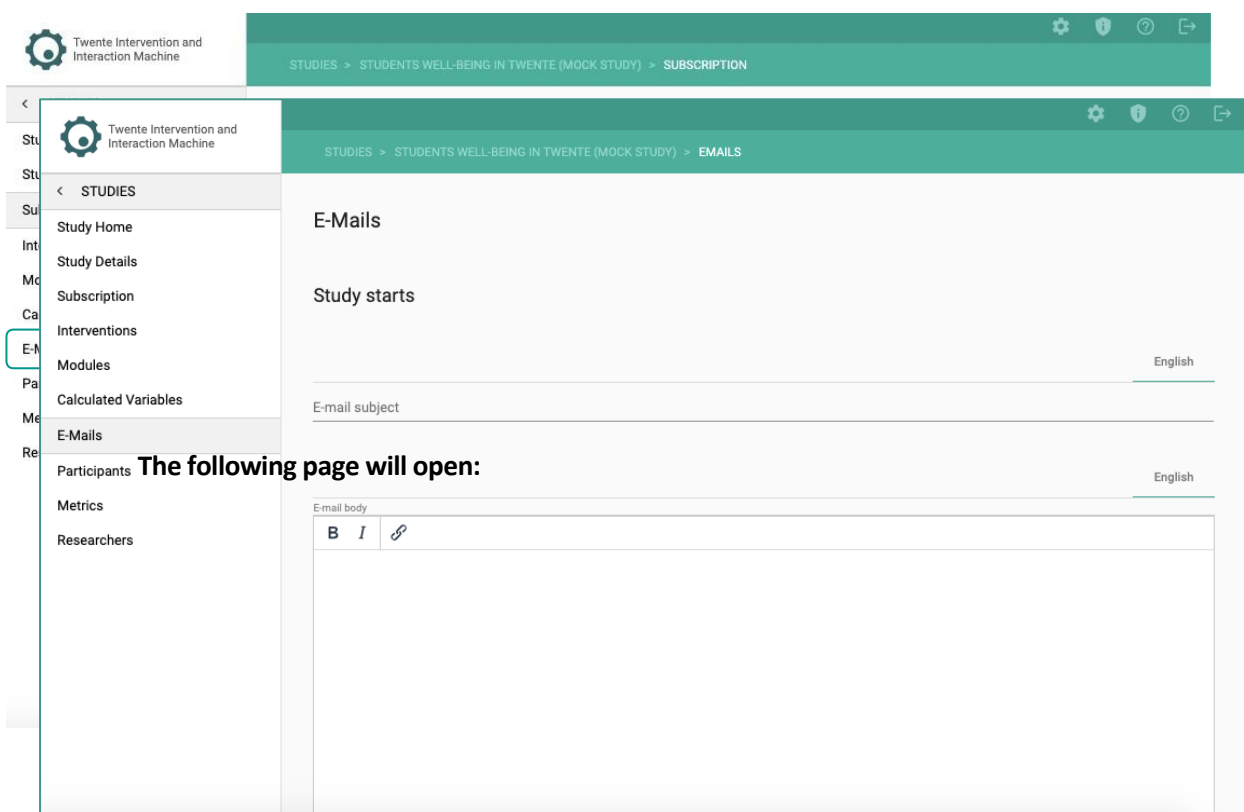 Twente Intervention and
Interaction Machine
STUDIES > STUDENTS WELL-BEING IN TWENTE (MOCK STUDY) > SUBSCRIPTION
Twente Intervention and
Interaction Machine
STUDIES > STUDENTS WELL-BEING IN TWENTE (MOCK STUDY) > EMAILS
< STUDIES
Study Home
Study Details
Subscription
Interventions
Modules
Calculated Variables
E-Mails
Participants
Metrics
Researchers
E-Mails
Study starts
English
E-mail subject
The following page will open:
English
E-mail body
B I